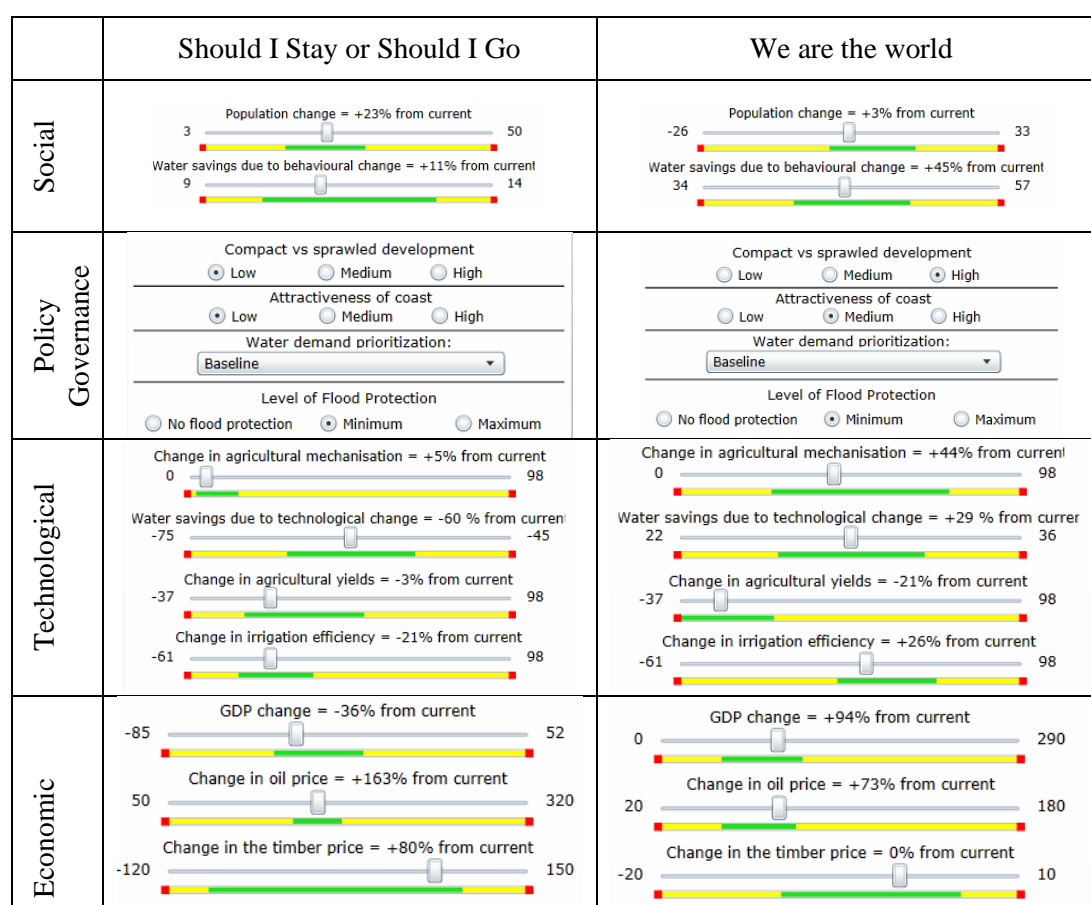 Should I Stay or Should I Go
We are the world
Social
Population change = +23% from current
3 50
Water savings due to behavioural change = +11% from current
9 14
Population change = +3% from current
-26 33
Water savings due to behavioural change = +45% from current
34 57
Policy
Governance
Compact vs sprawled development
Low Medium High
Attractiveness of coast
Low Medium High
Water demand prioritization:
Baseline
Level of Flood Protection
No flood protection Minimum Maximum
Compact vs sprawled development
Low Medium High
Attractiveness of coast
Low Medium High
Water demand prioritization:
Baseline
Level of Flood Protection
No flood protection Minimum Maximum
Technological
Change in agricultural mechanisation = +5% from current
0 98
Water savings due to technological change = -60 % from current
-75 -45
Change in agricultural yields = -3% from current
-37 98
Change in irrigation efficiency = -21% from current
-61 98
Change in agricultural mechanisation = +44% from current
0 98
Water savings due to technological change = +29 % from currer
22 36
Change in agricultural yields = -21% from current
-37 98
Change in irrigation efficiency = +26% from current
-61 98
Economic
GDP change = -36% from current
-85 52
Change in oil price = +163% from current
50 320
Change in the timber price = +80% from current
-120 150
GDP change = +94% from current
0 290
Change in oil price = +73% from current
20 180
Change in the timber price = 0% from current
-20 10